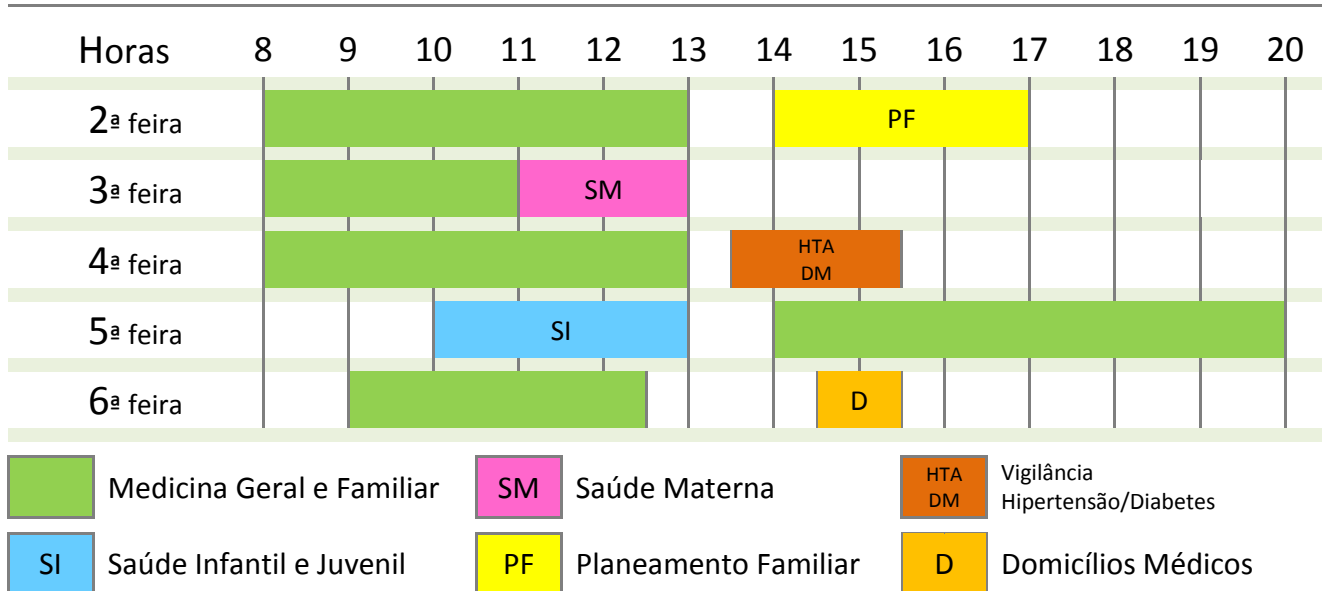 Horas 8 9 10 11 12 13 14 15 16 17 18 19 20
2ª feira PF
3ª feira SM
4ª feira HTA
DM
5ª feira SI
6ª feira D
Medicina Geral e Familiar
SM Saúde Materna
HTA
DM
Vigilância
Hipertensão/Diabetes
SI Saúde Infantil e Juvenil
PF Planeamento Familiar
D Domicílios Médicos